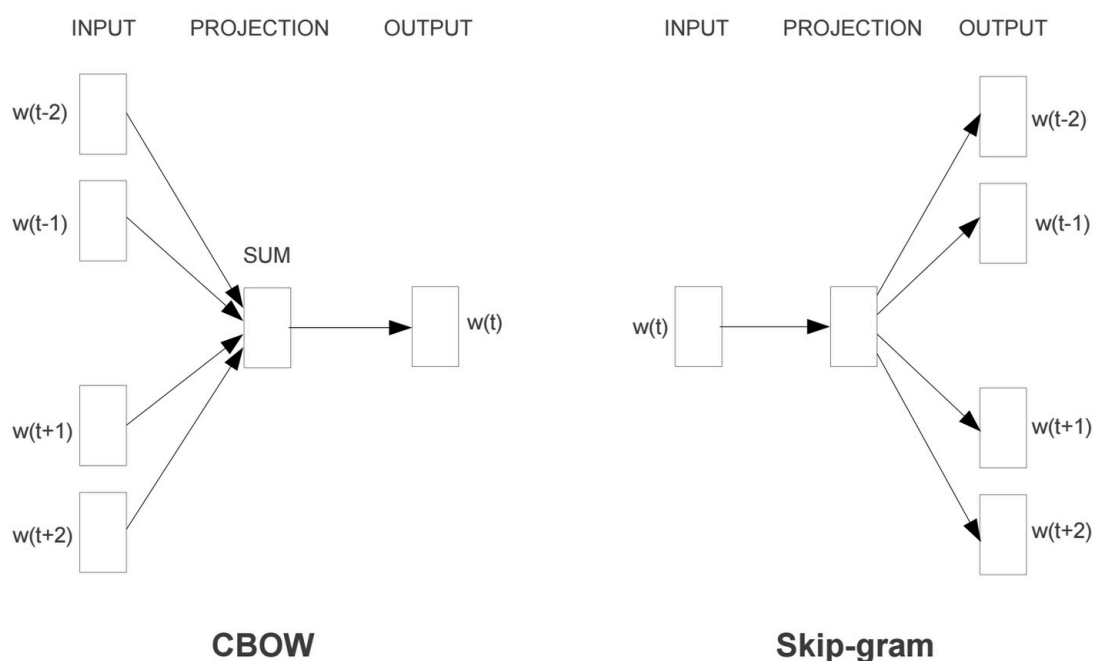 INPUT PROJECTION OUTPUT
w(t-2)
w(t-1)
SUM
w(t)
w(t+1)
w(t+2)
CBOW
INPUT PROJECTION OUTPUT
w(t-2)
w(t-1)
w(t)
w(t+1)
w(t+2)
Skip-gram